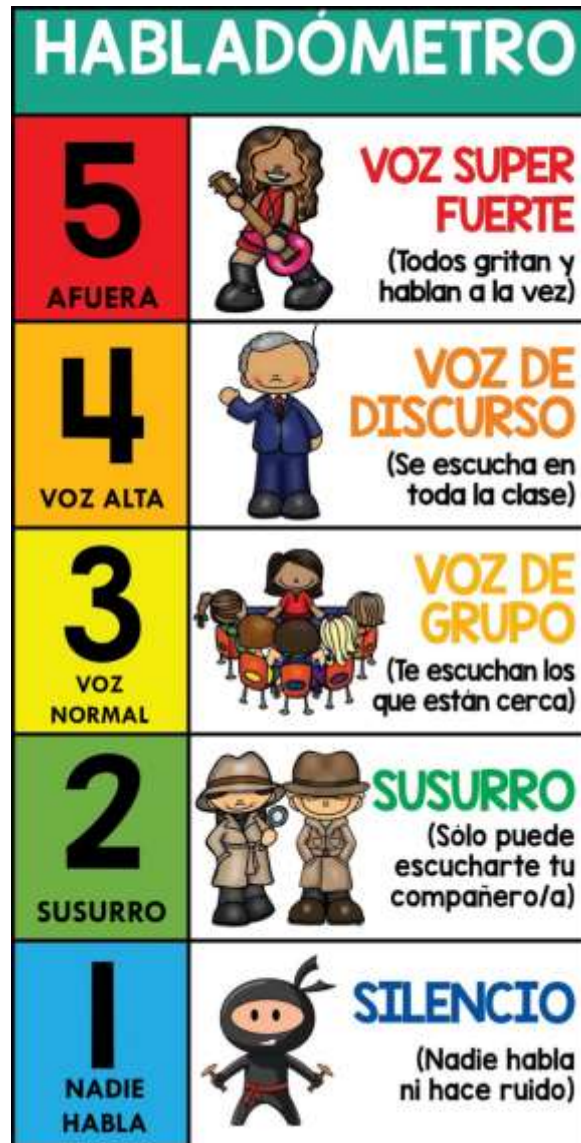 HABLADÓMETRO
5
AFUERA
VOZ SUPER
FUERTE
(Todos gritan y
hablan a la vez)
4
VOZ ALTA
VOZ DE
DISCURSO
(Se escucha en
toda la clase)
3
VOZ
NORMAL
VOZ DE
GRUPO
(Te escuchan los
que están cerca)
2
SUSURRO
SUSURRO
(Sólo puede
escucharte tu
compañero/a)
1
NADIE
HABLA
SILENCIO
(Nadie habla
ni hace ruido)